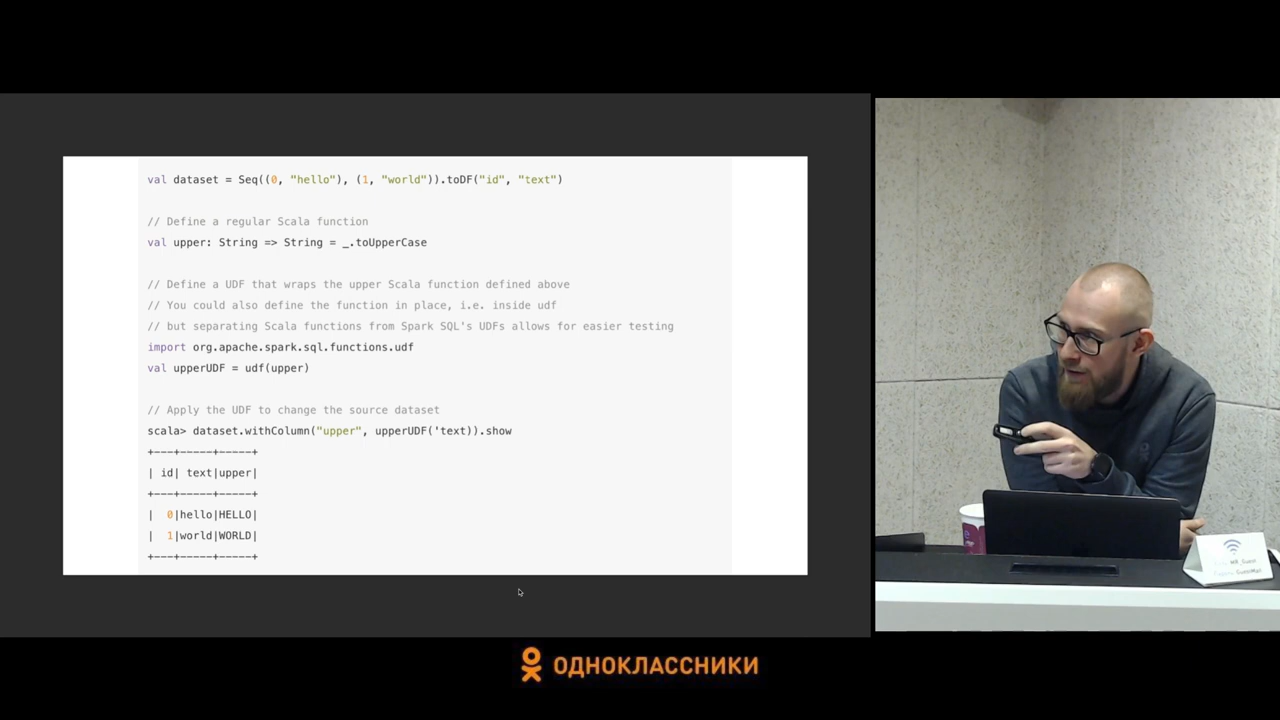 val dataset = Seq((0, "hello"), (1, "world")).toDF("id", "text")
// Define a regular Scala function
val upper: String => String = _.toUpperCase
// Define a UDF that wraps the upper Scala function defined above
// You could also define the function in place, i.e. inside udf
// but separating Scala functions from Spark SQL's UDFs allows for easier testing
import org.apache.spark.sql.functions.udf
val upperUDF = udf(upper)
// Apply the UDF to change the source dataset
scala> dataset.withColumn("upper", upperUDF('text)).show
+---+-----+-----+
| id| text|upper|
+---+-----+-----+
|  0|hello|HELLO|
|  1|world|WORLD|
+---+-----+-----+
ОДНОКЛАССНИКИ